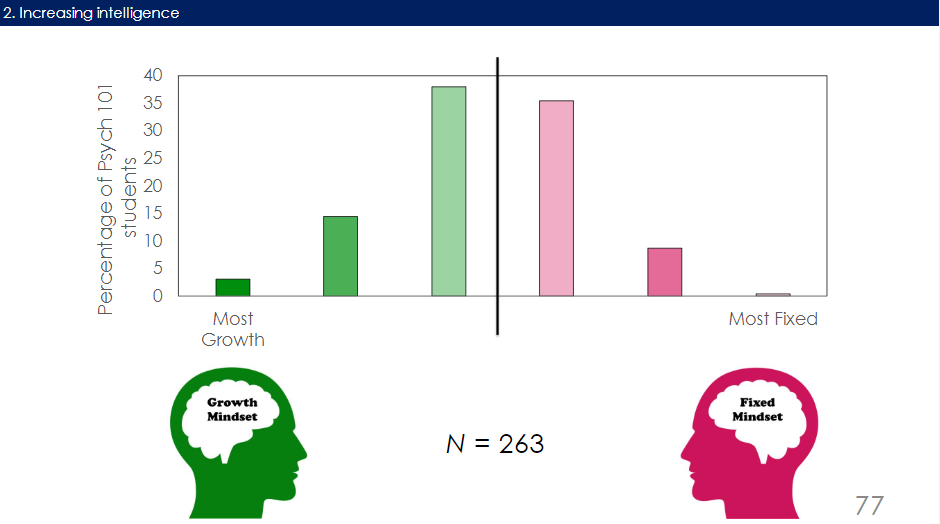 2. Increasing intelligence
Percentage of Psych 101
students
40
35
30
25
20
15
10
5
0
Most
Growth
Most Fixed
Growth
Mindset
Fixed
Mindset
N = 263
77